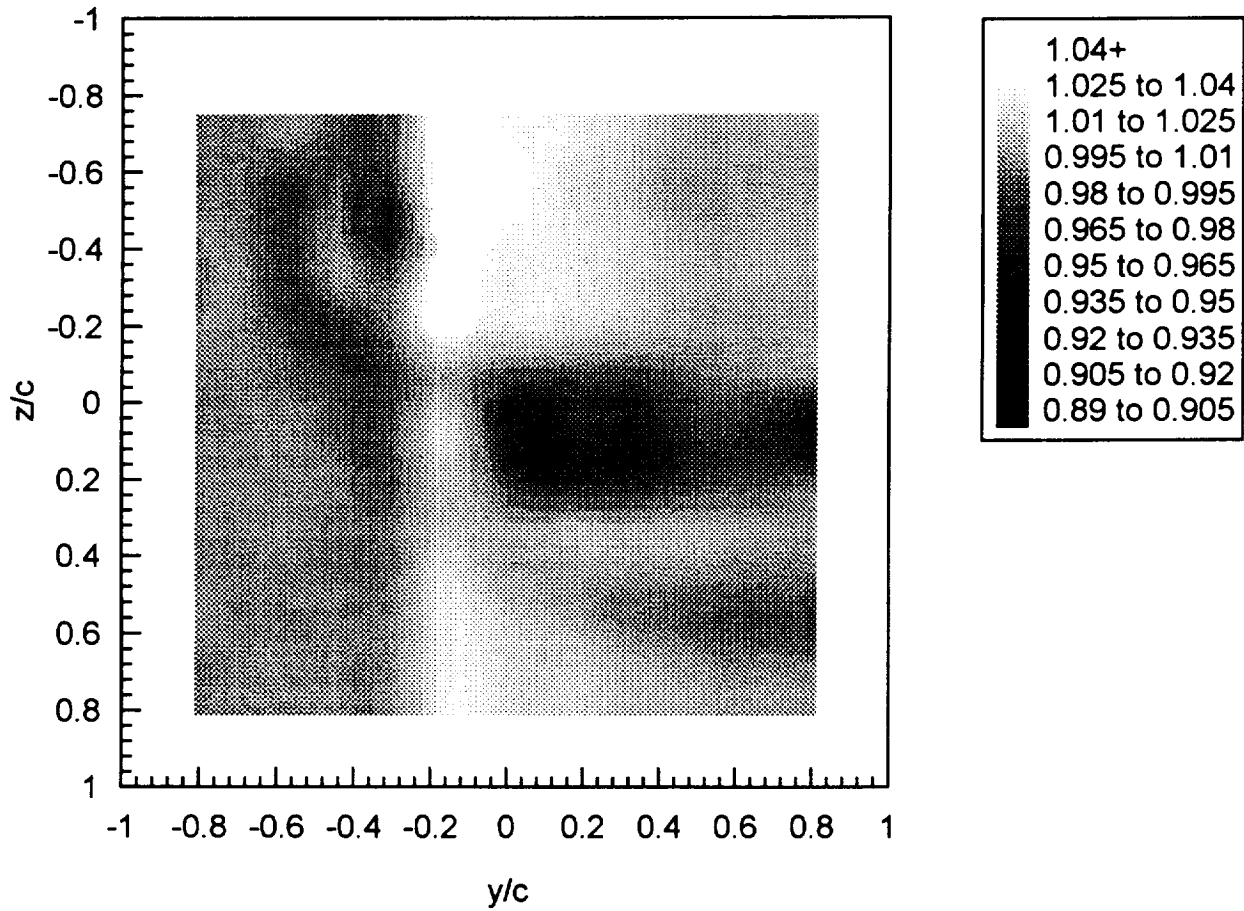 -1
-0.8
-0.6
-0.4
-0.2
0
0.2
0.4
0.6
0.8
1
z/c
-1 -0.8 -0.6 -0.4 -0.2 0 0.2 0.4 0.6 0.8 1
y/c
1.04+
1.025 to 1.04
1.01 to 1.025
0.995 to 1.01
0.98 to 0.995
0.965 to 0.98
0.95 to 0.965
0.935 to 0.95
0.92 to 0.935
0.905 to 0.92
0.89 to 0.905